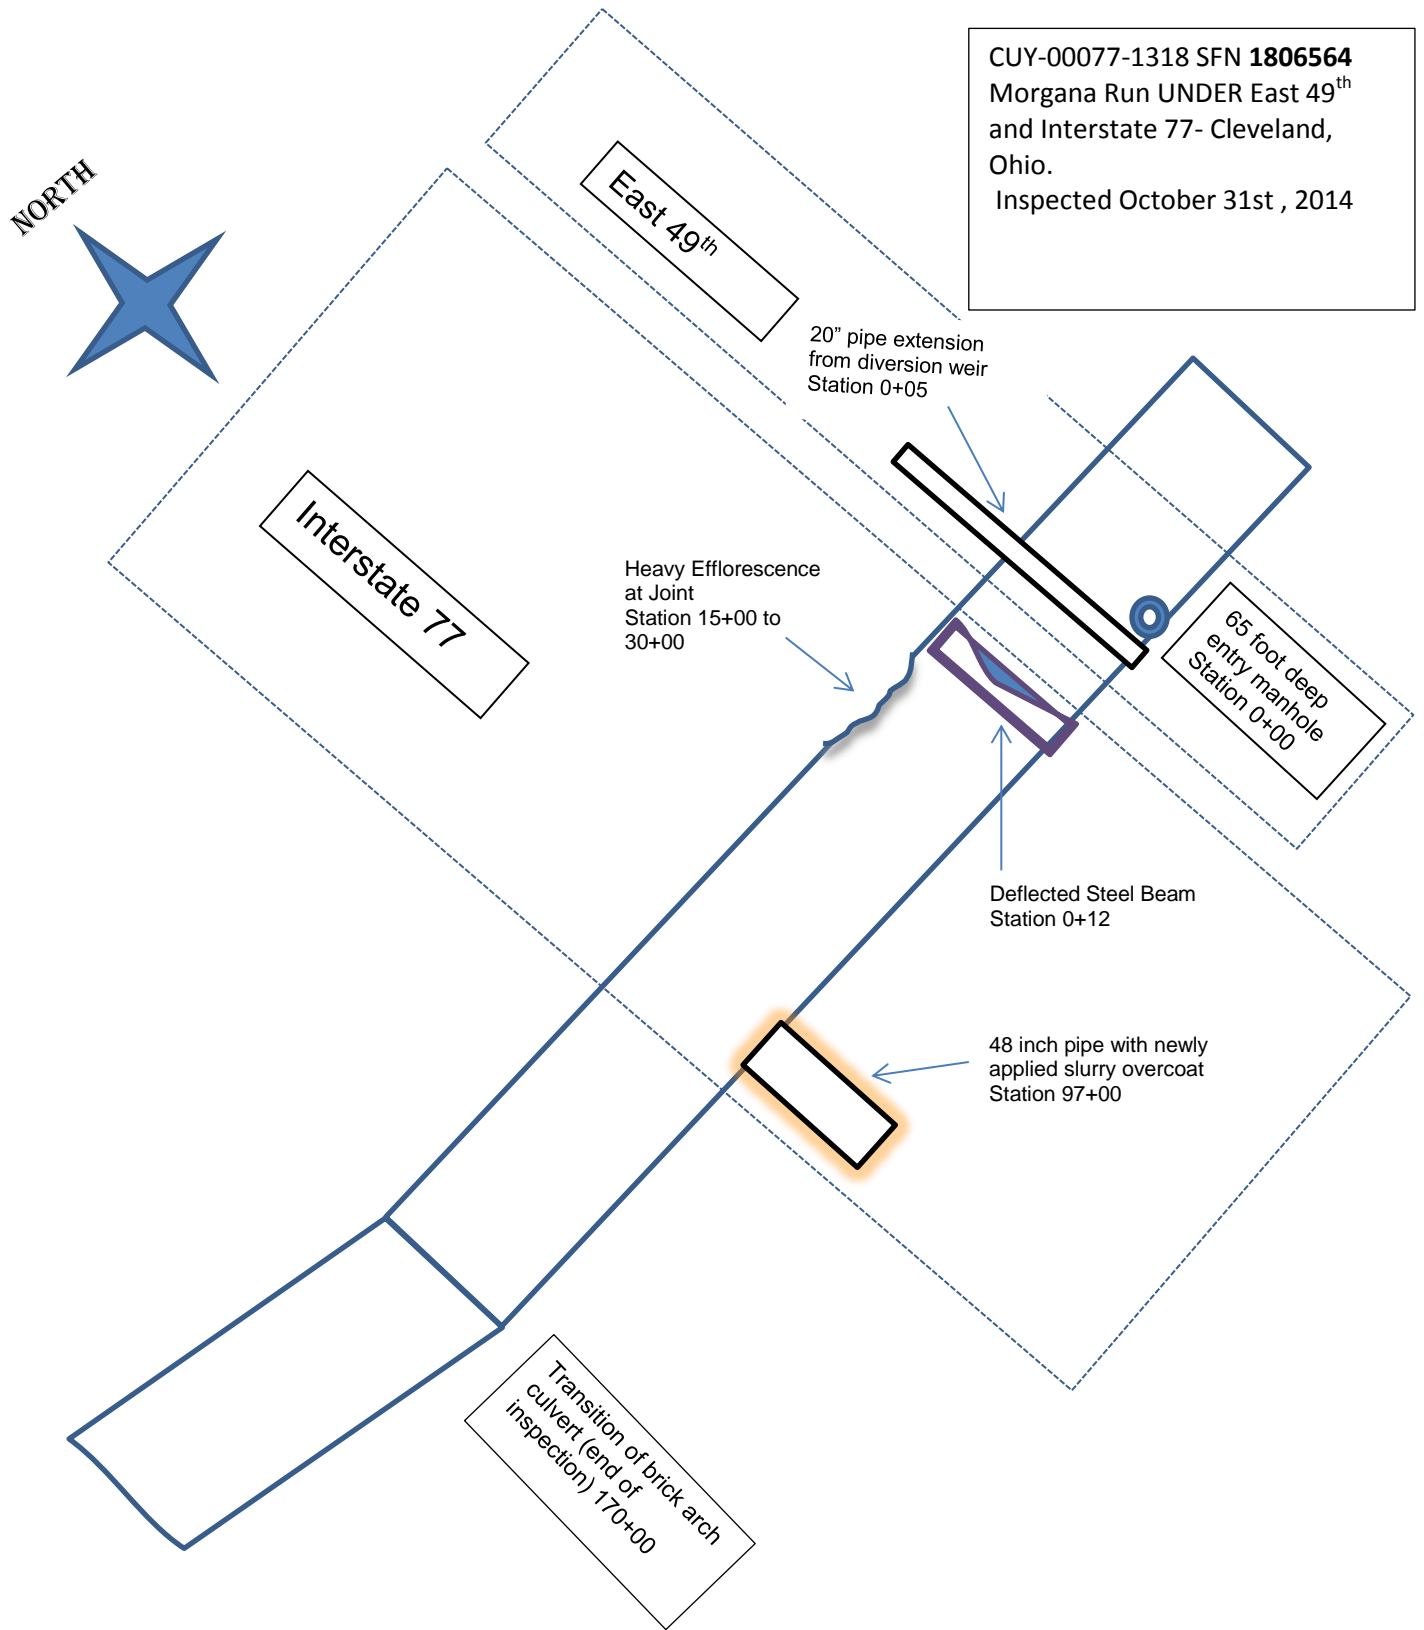 CUY-00077-1318 SFN 1806564
Morgana Run UNDER East 49th
and Interstate 77- Cleveland,
Ohio.
Inspected October 31st , 2014
NORTH
East 49th
20” pipe extension
from diversion weir
Station 0+05
Interstate 77
Heavy Efflorescence
at Joint
Station 15+00 to
30+00
65 foot deep
entry manhole
Station 0+00
Deflected Steel Beam
Station 0+12
48 inch pipe with newly
applied slurry overcoat
Station 97+00
Transition of brick arch
culvert (end of
inspection) 170+00